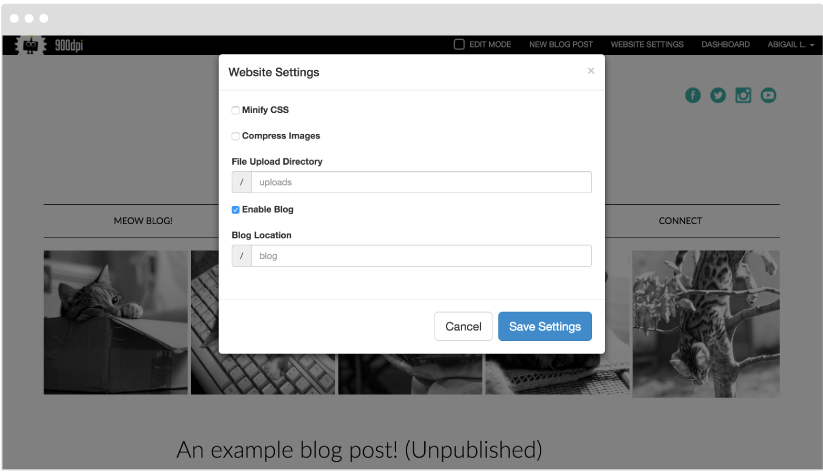 900dpi
EDIT MODE NEW BLOG POST WEBSITE SETTINGS DASHBOARD ABIGAIL L.
Website Settings ×
Minify CSS
Compress Images
File Upload Directory
/ uploads
Enable Blog
MEOW BLOG! CONNECT
Blog Location
/ blog
Cancel Save Settings
An example blog post! (Unpublished)